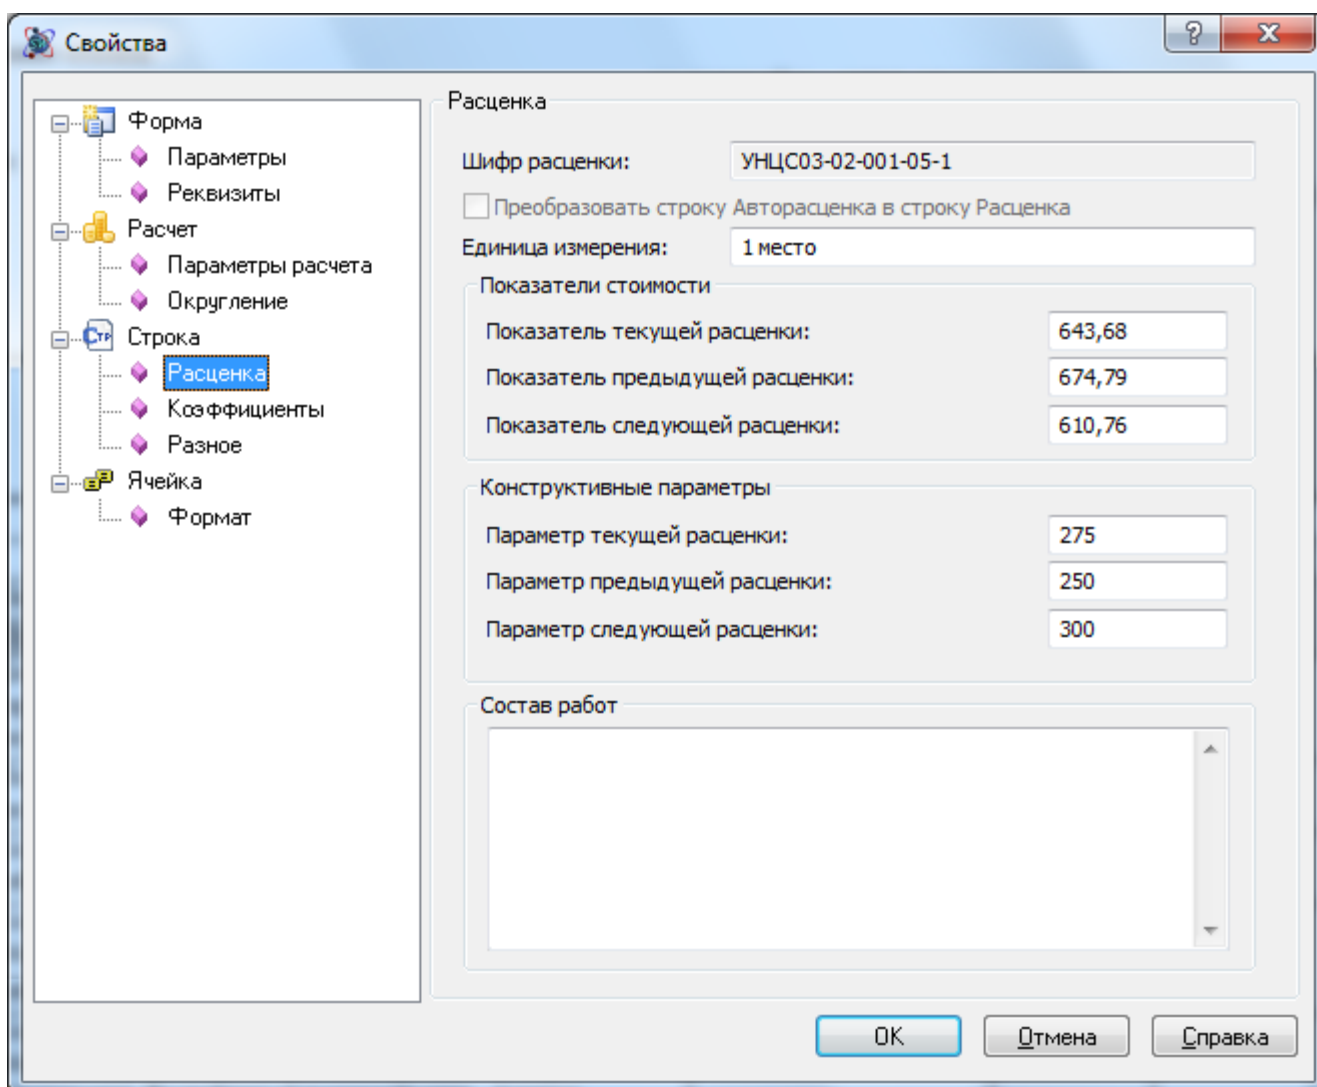 Свойства
Форма
Параметры
Реквизиты
Расчет
Параметры расчета
Округление
Стр Строка
Расценка
Коэффициенты
Разное
Ячейка
Формат
Расценка
Шифр расценки: УНЦС03-02-001-05-1
Преобразовать строку Авторасценка в строку Расценка
Единица измерения: 1 место
Показатели стоимости
Показатель текущей расценки: 643,68
Показатель предыдущей расценки: 674,79
Показатель следующей расценки: 610,76
Конструктивные параметры
Параметр текущей расценки: 275
Параметр предыдущей расценки: 250
Параметр следующей расценки: 300
Состав работ
OK Отмена Справка